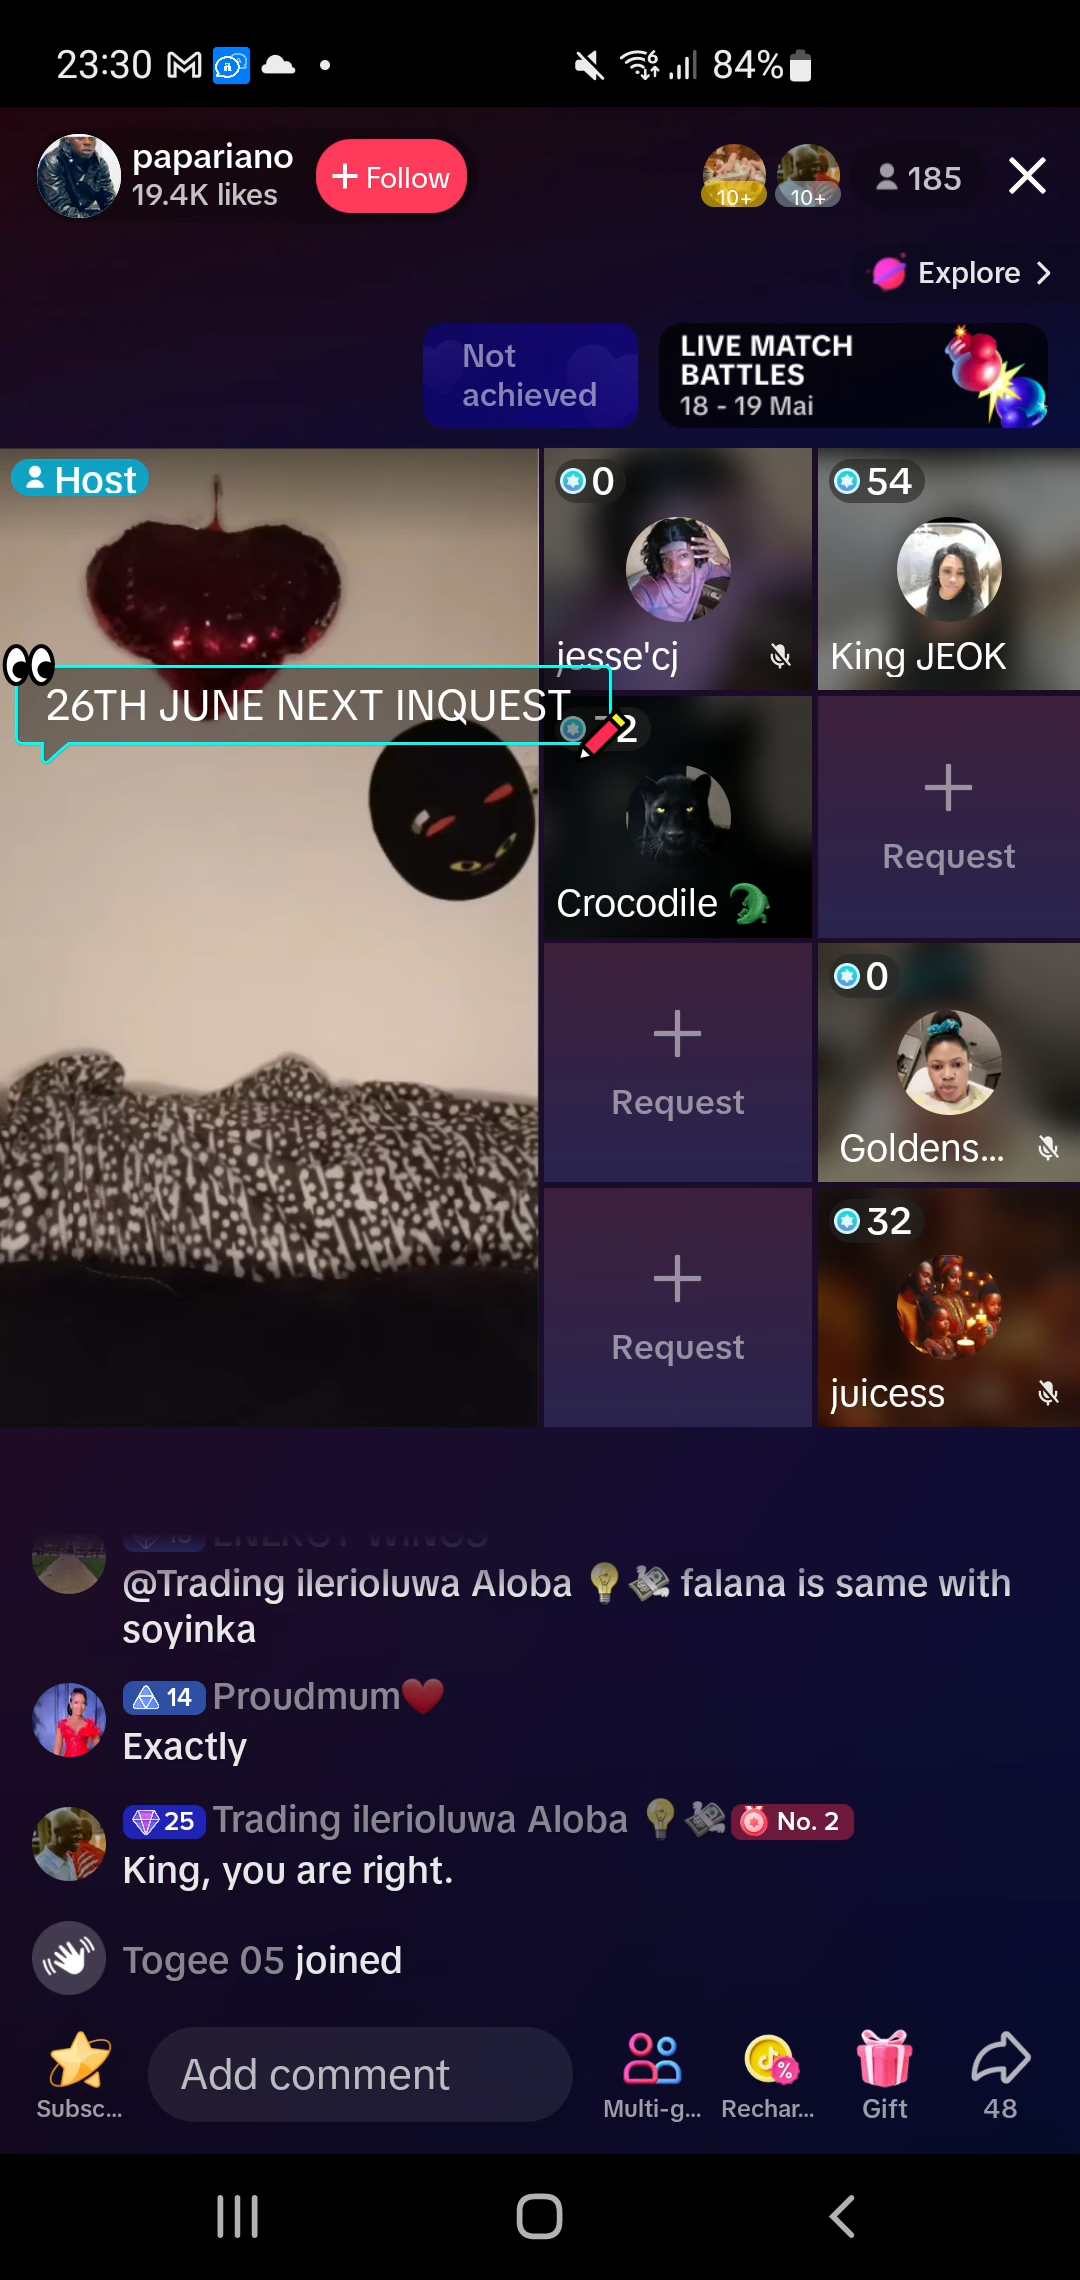 23:30
84%
papariano
19.4K likes
+ Follow
10+
10+
185
Explore
Not
achieved
LIVE MATCH
BATTLES
18 - 19 Mai
Host
0
54
jesse'cj
King JEOK
26TH JUNE NEXT INQUEST
2
Crocodile
Request
Request
0
Goldens...
Request
32
juicess
ENERGY WINGS
@Trading ilerioluwa Aloba falana is same with
soyinka
14 Proudmum
Exactly
25 Trading ilerioluwa Aloba No. 2
King, you are right.
Togee 05 joined
Add comment
Subsc...
Multi-g...
Rechar...
Gift
48